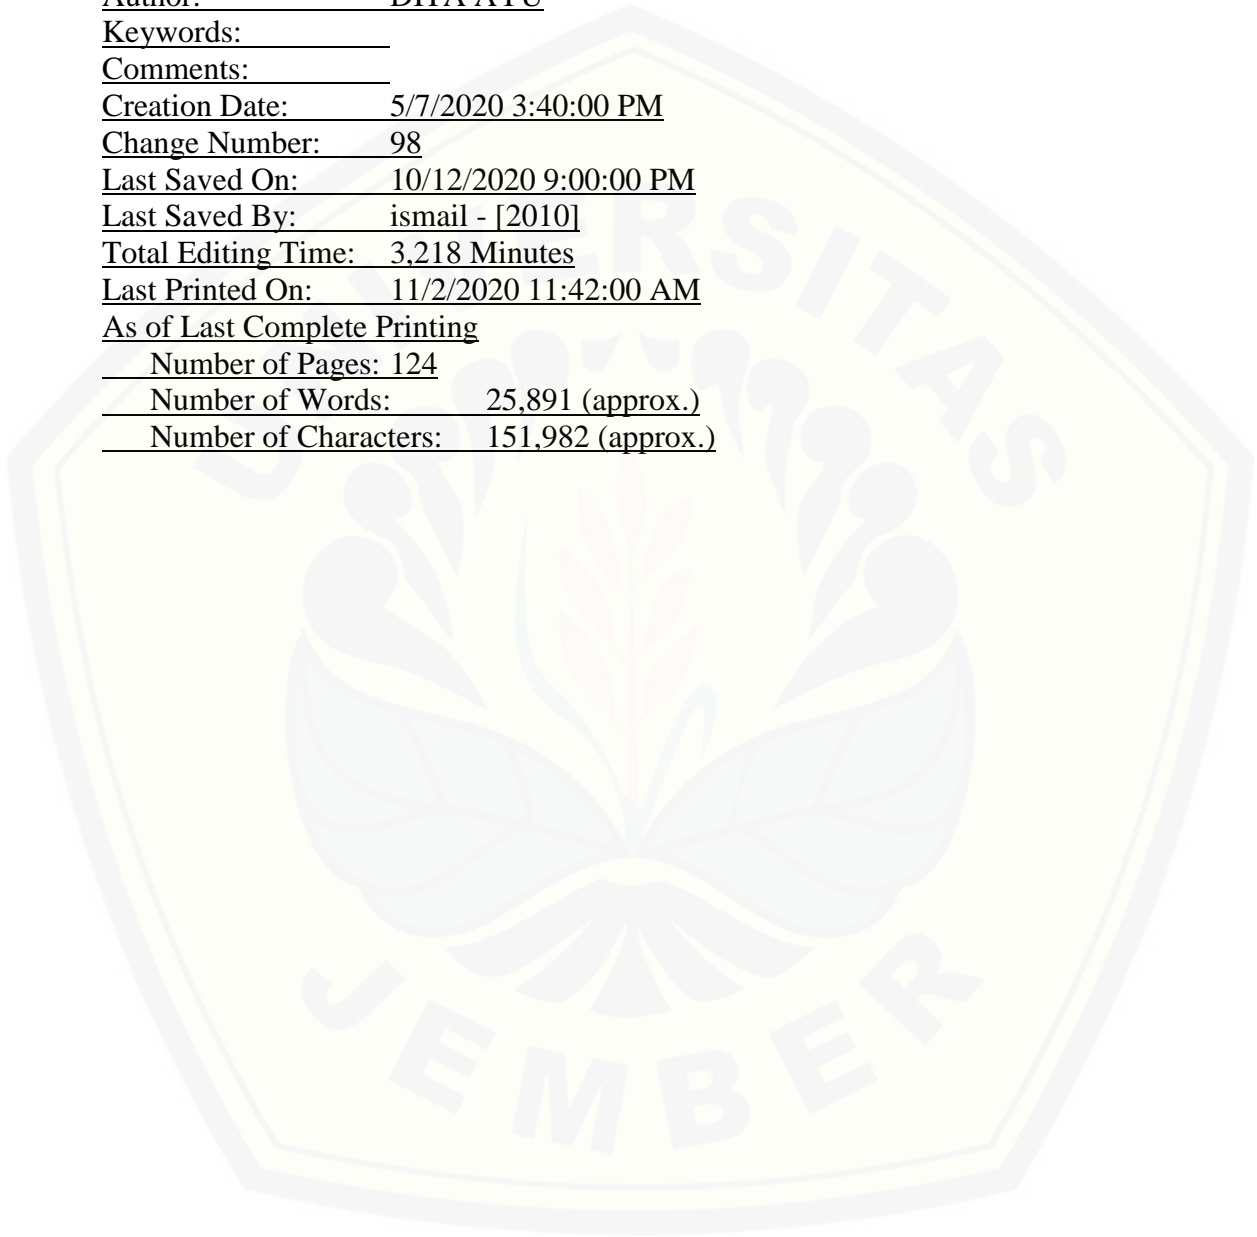 Author:
Keywords:
Comments:
Creation Date: 5/7/2020 3:40:00 PM
Change Number: 98
Last Saved On: 10/12/2020 9:00:00 PM
Last Saved By: ismail - [2010]
Total Editing Time: 3,218 Minutes
Last Printed On: 11/2/2020 11:42:00 AM
As of Last Complete Printing
Number of Pages: 124
Number of Words: 25,891 (approx.)
Number of Characters: 151,982 (approx.)
UNIVERSITAS
JEMBER